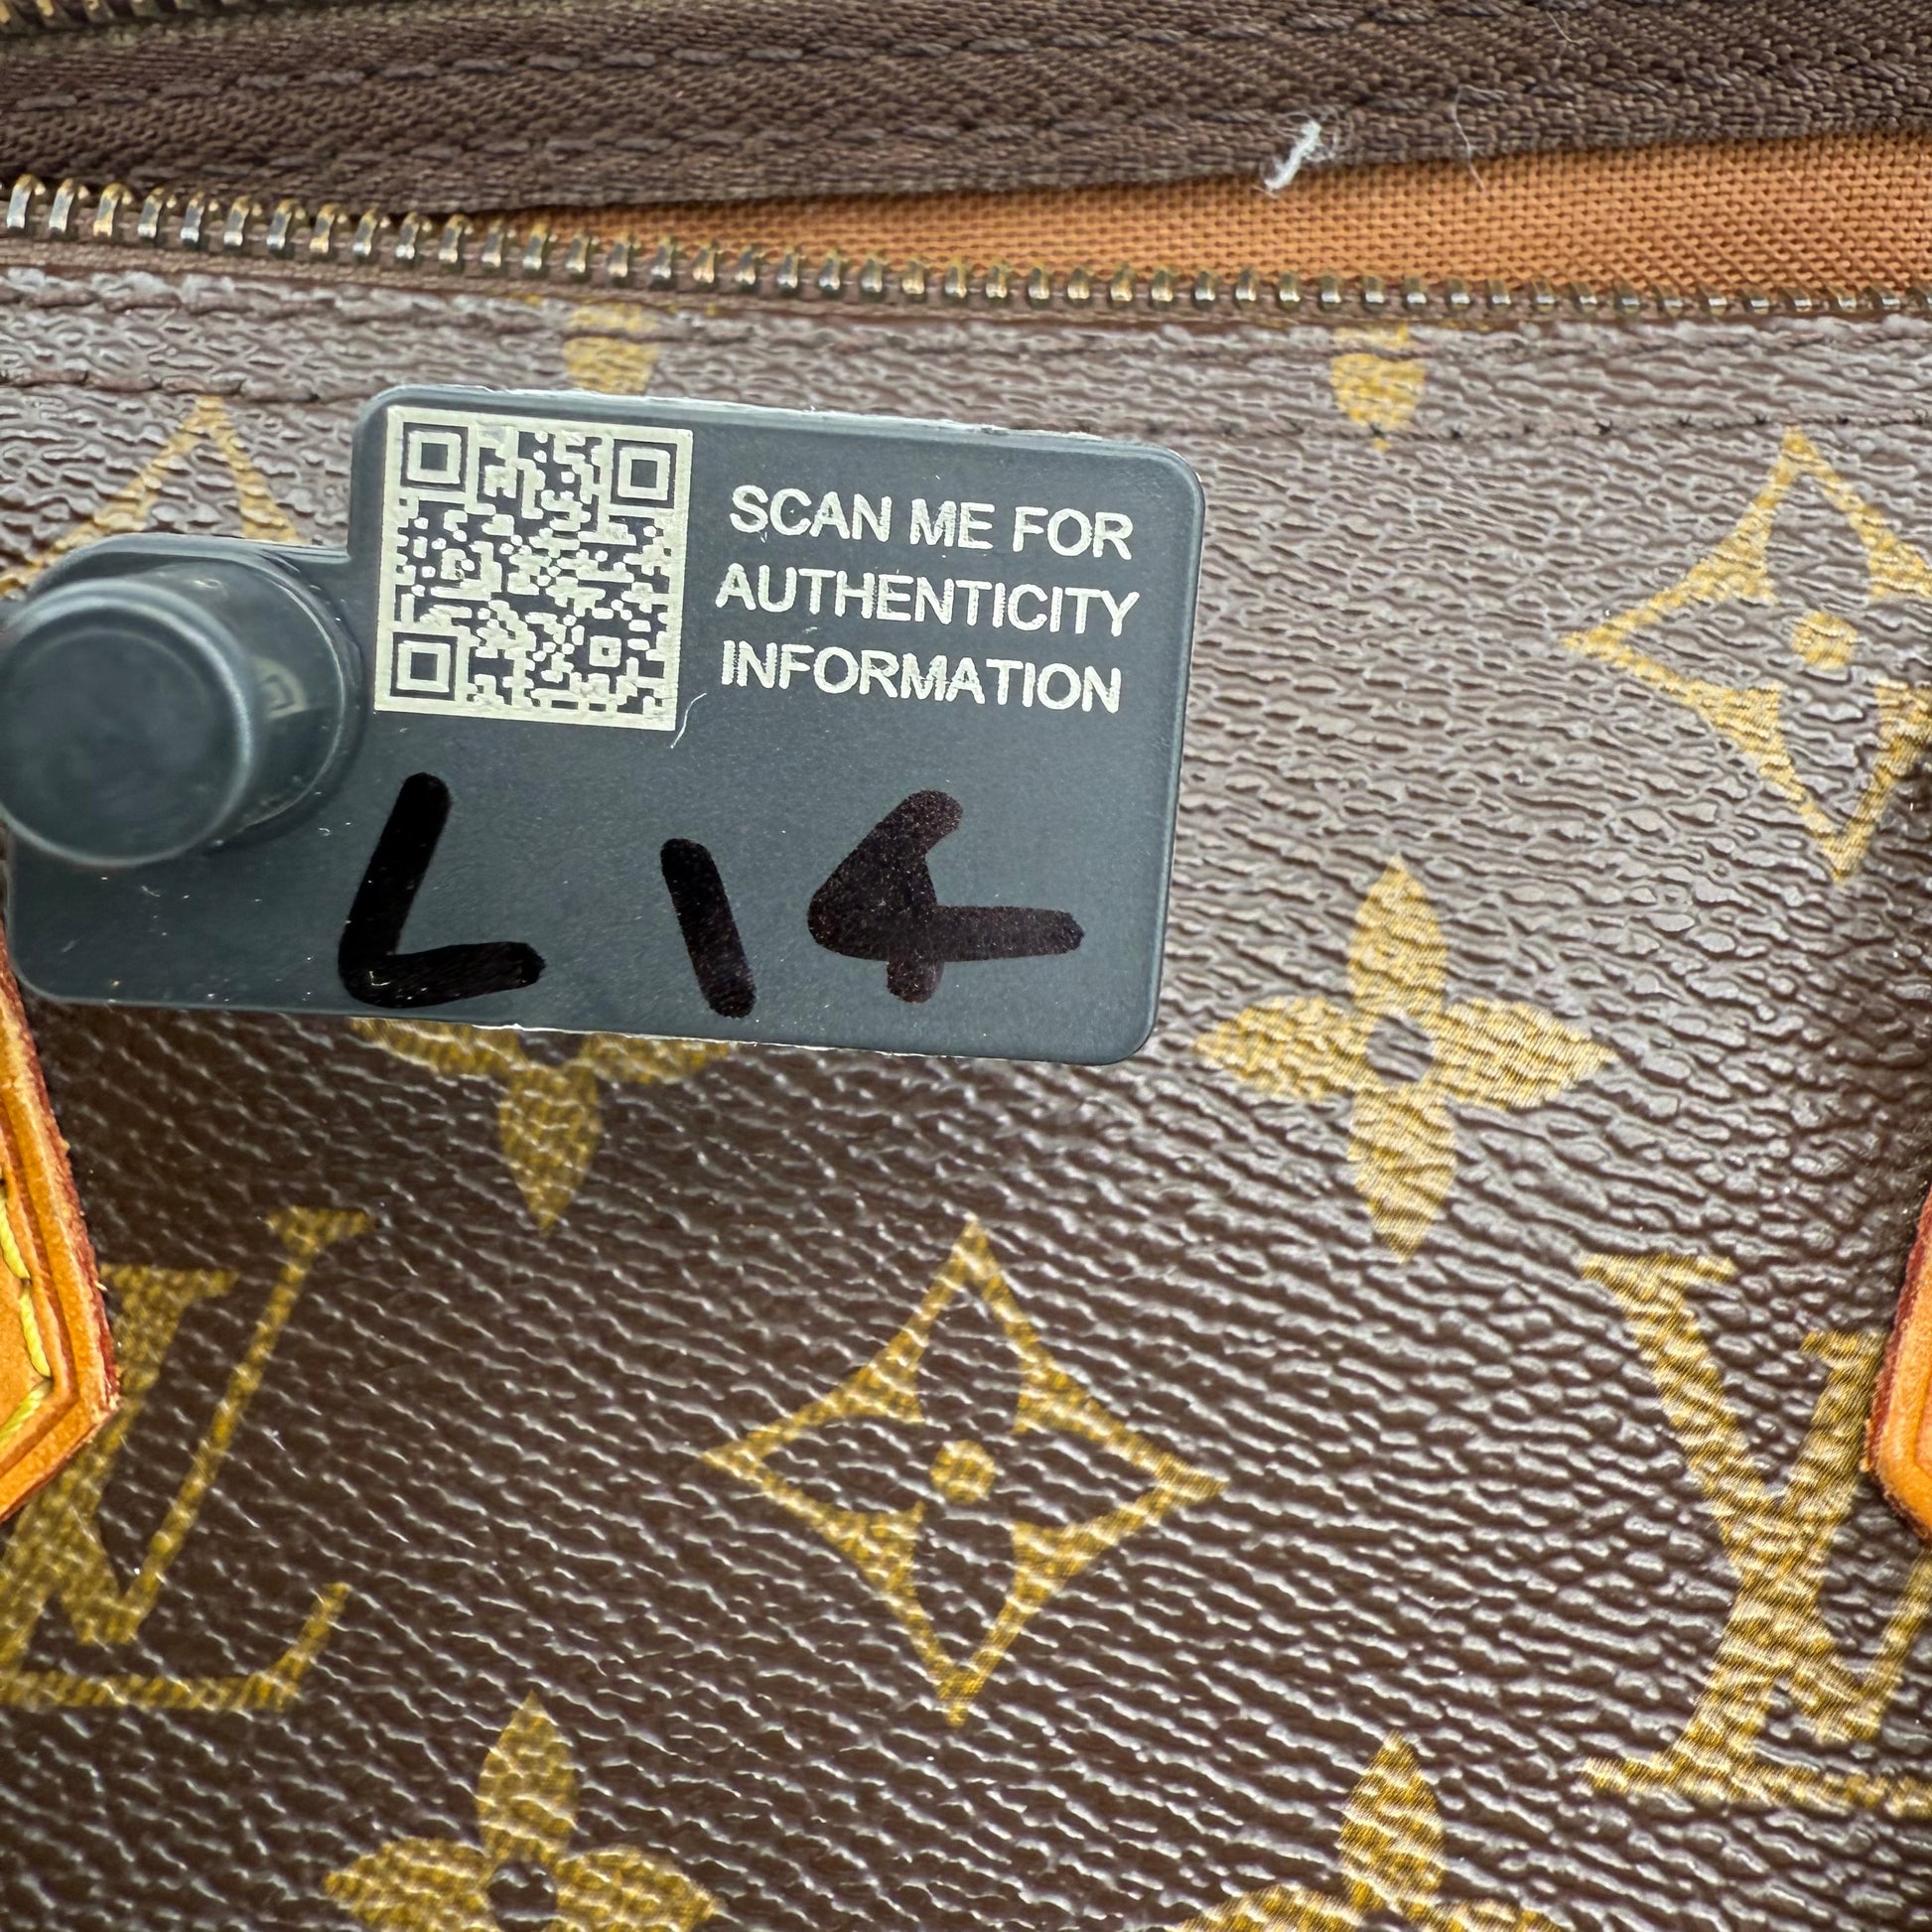 SCAN ME FOR
AUTHENTICITY
INFORMATION
L14